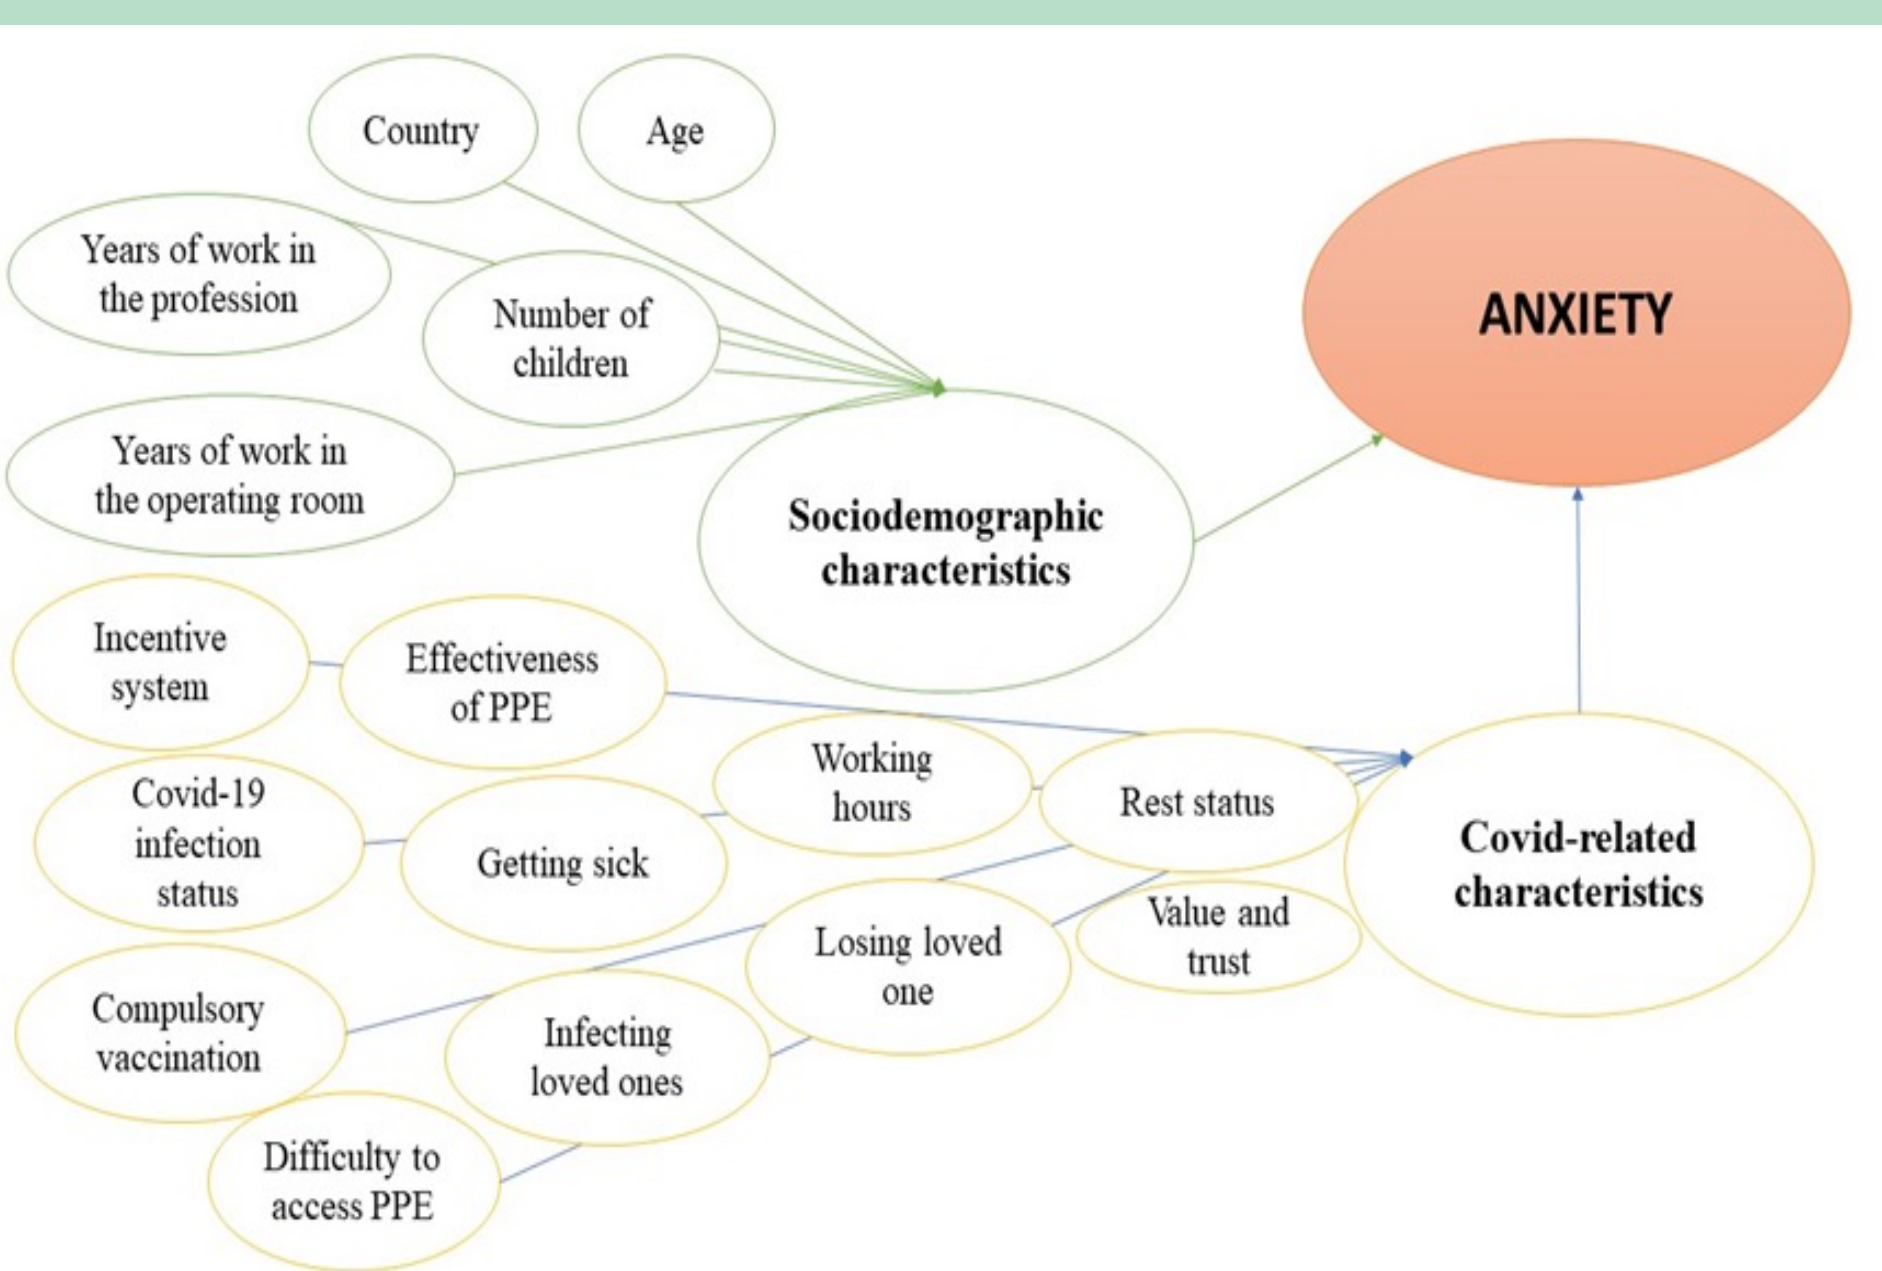 Country
Age
Years of work in
the profession
Number of
children
ANXIETY
Years of work in
the operating room
Sociodemographic
characteristics
Incentive
system
Effectiveness
of PPE
Working
hours
Rest status
Covid-19
infection
status
Getting sick
Covid-related
characteristics
Value and
trust
Losing loved
one
Compulsory
vaccination
Infecting
loved ones
Difficulty to
access PPE